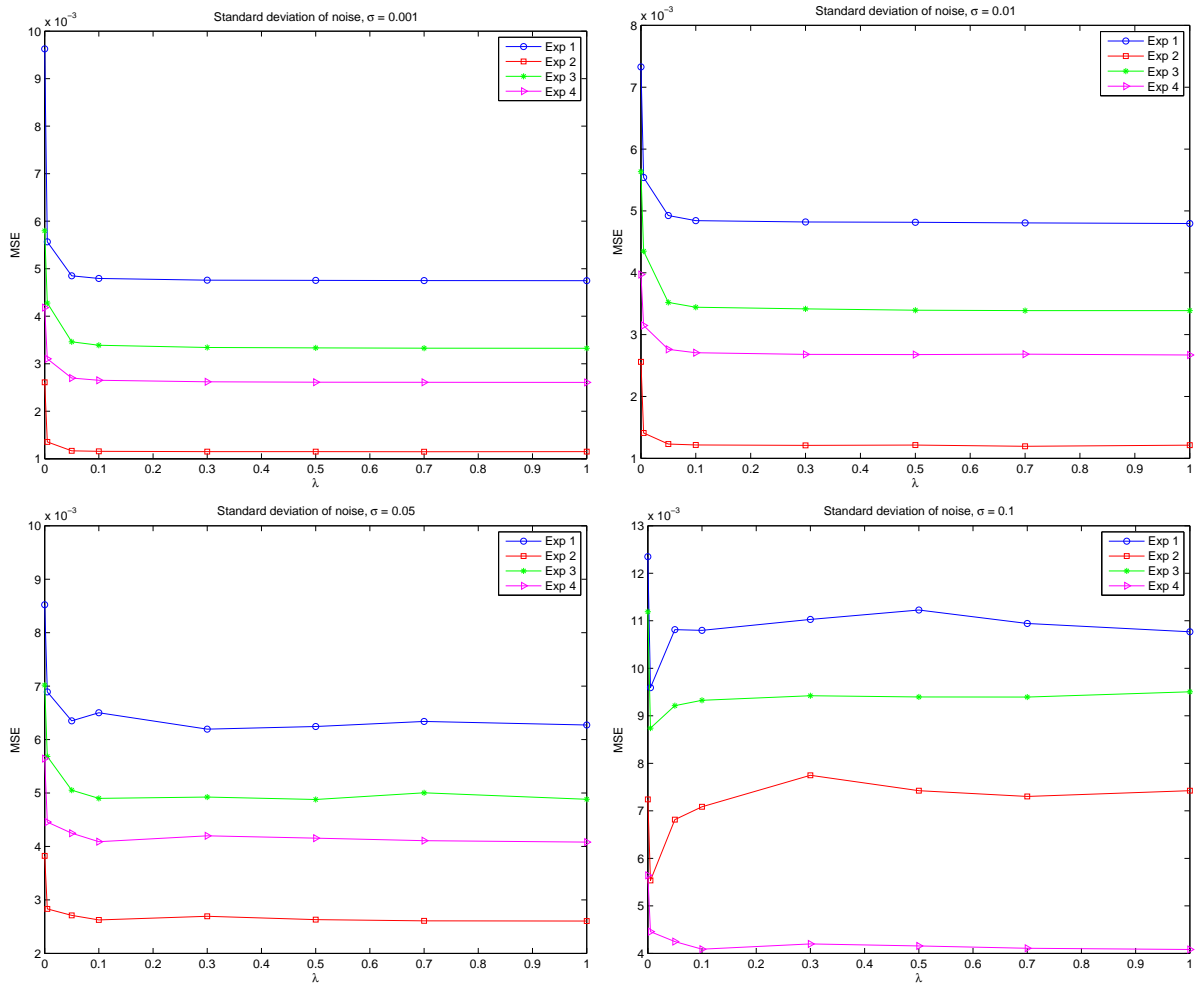 x 10⁻³
Standard deviation of noise, σ = 0.001
10
9
8
7
6
5
4
3
2
1
MSE
0 0.1 0.2 0.3 0.4 0.5 0.6 0.7 0.8 0.9 1
λ
Exp 1
Exp 2
Exp 3
Exp 4
x 10⁻³
Standard deviation of noise, σ = 0.01
8
7
6
5
4
3
2
1
MSE
0 0.1 0.2 0.3 0.4 0.5 0.6 0.7 0.8 0.9 1
λ
Exp 1
Exp 2
Exp 3
Exp 4
x 10⁻³
Standard deviation of noise, σ = 0.05
10
9
8
7
6
5
4
3
2
MSE
0 0.1 0.2 0.3 0.4 0.5 0.6 0.7 0.8 0.9 1
λ
Exp 1
Exp 2
Exp 3
Exp 4
x 10⁻³
Standard deviation of noise, σ = 0.1
13
12
11
10
9
8
7
6
5
4
MSE
0 0.1 0.2 0.3 0.4 0.5 0.6 0.7 0.8 0.9 1
λ
Exp 1
Exp 2
Exp 3
Exp 4